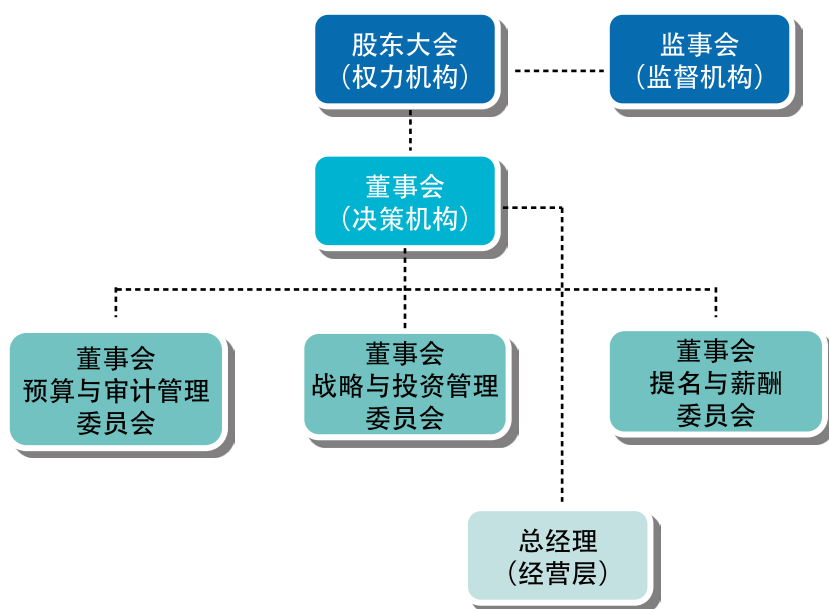 股东大会
（权力机构）
监事会
（监督机构）
董事会
（决策机构）
董事会
预算与审计管理
委员会
董事会
战略与投资管理
委员会
董事会
提名与薪酬
委员会
总经理
（经营层）